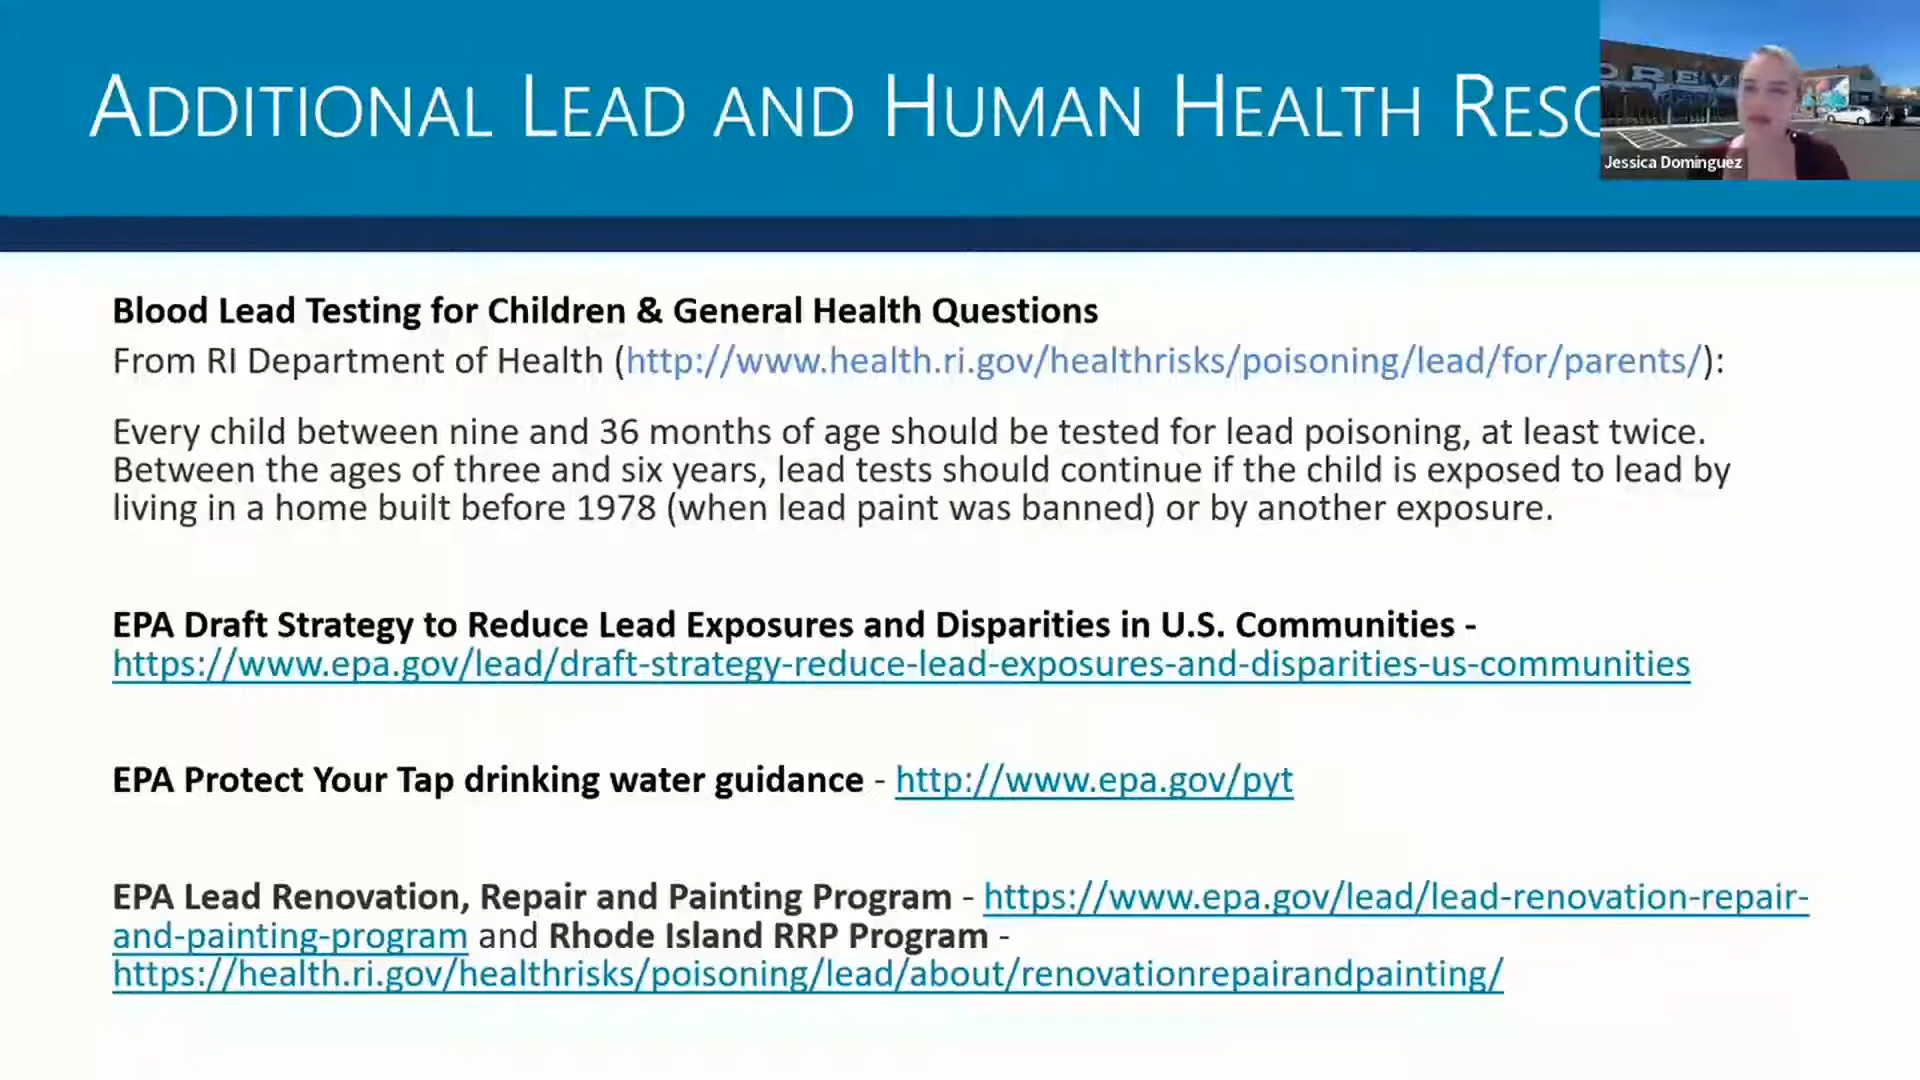 ADDITIONAL LEAD AND HUMAN HEALTH RESO
OREV
Jessica Dominguez
Blood Lead Testing for Children & General Health Questions
From RI Department of Health (http://www.health.ri.gov/healthrisks/poisoning/lead/for/parents/):
Every child between nine and 36 months of age should be tested for lead poisoning, at least twice.
Between the ages of three and six years, lead tests should continue if the child is exposed to lead by
living in a home built before 1978 (when lead paint was banned) or by another exposure.
EPA Draft Strategy to Reduce Lead Exposures and Disparities in U.S. Communities -
https://www.epa.gov/lead/draft-strategy-reduce-lead-exposures-and-disparities-us-communities
EPA Protect Your Tap drinking water guidance - http://www.epa.gov/pyt
EPA Lead Renovation, Repair and Painting Program - https://www.epa.gov/lead/lead-renovation-repair-
and-painting-program and Rhode Island RRP Program -
https://health.ri.gov/healthrisks/poisoning/lead/about/renovationrepairandpainting/